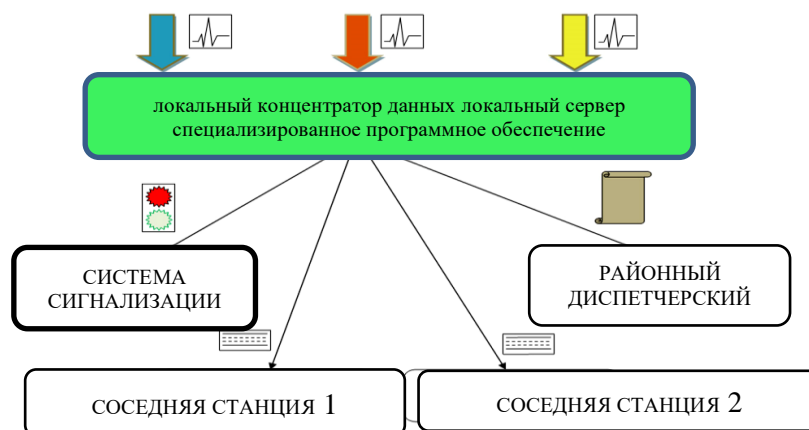 локальный концентратор данных локальный сервер
специализированное программное обеспечение
СИСТЕМА
СИГНАЛИЗАЦИИ
РАЙОННЫЙ
ДИСПЕТЧЕРСКИЙ
СОСЕДНЯЯ СТАНЦИЯ 1
СОСЕДНЯЯ СТАНЦИЯ 2